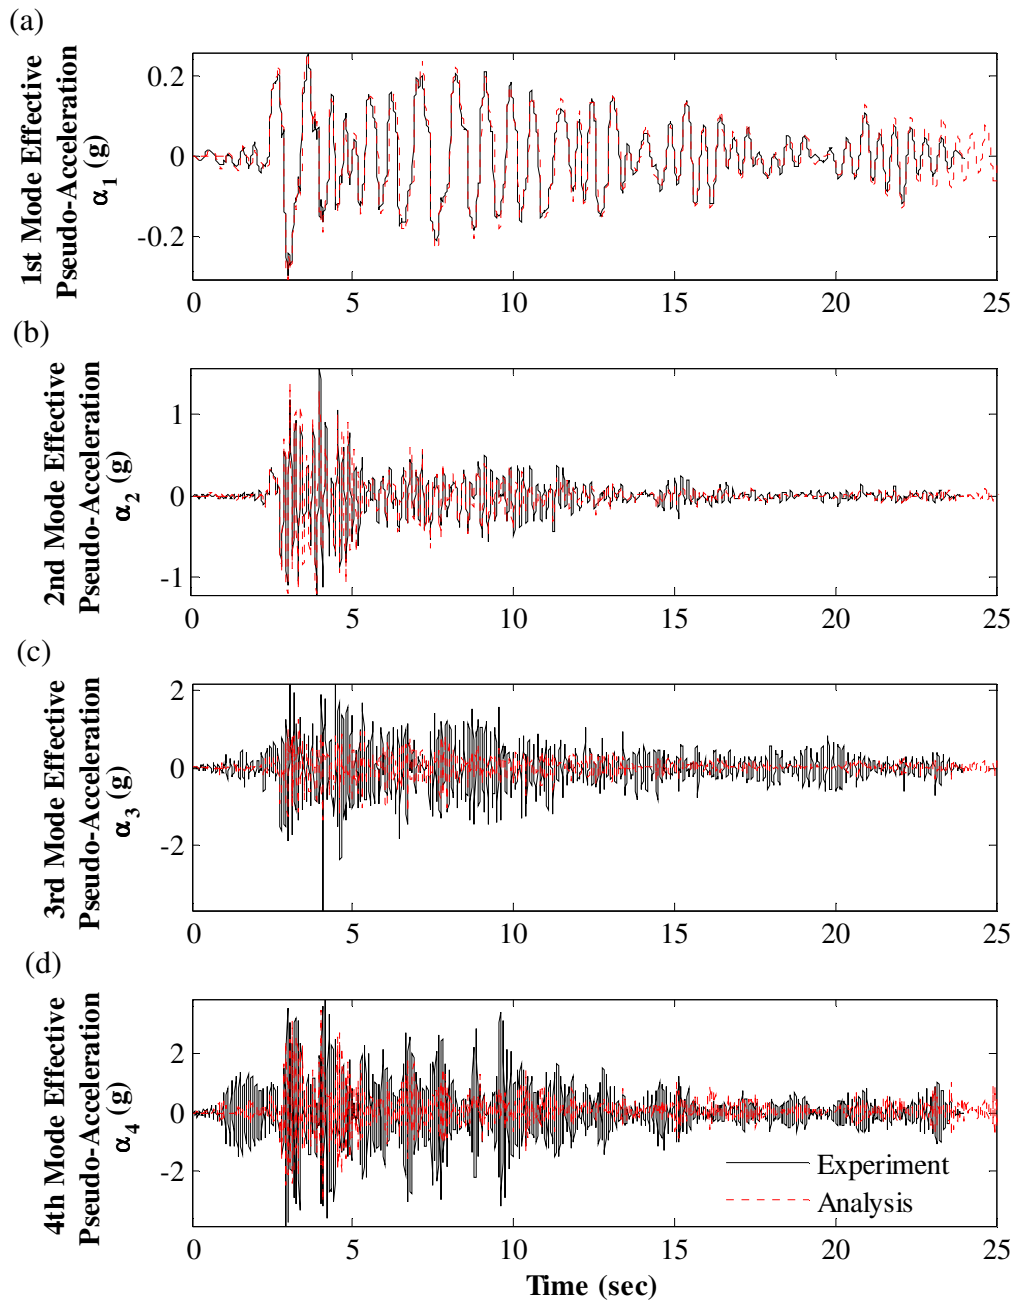 (a)
1st Mode Effective
Pseudo-Acceleration
α1 (g)
0.2
0
-0.2
0 5 10 15 20 25
(b)
2nd Mode Effective
Pseudo-Acceleration
α2 (g)
1
0
-1
0 5 10 15 20 25
(c)
3rd Mode Effective
Pseudo-Acceleration
α3 (g)
2
0
-2
0 5 10 15 20 25
(d)
4th Mode Effective
Pseudo-Acceleration
α4 (g)
2
0
-2
Experiment
Analysis
0 5 10 15 20 25
Time (sec)